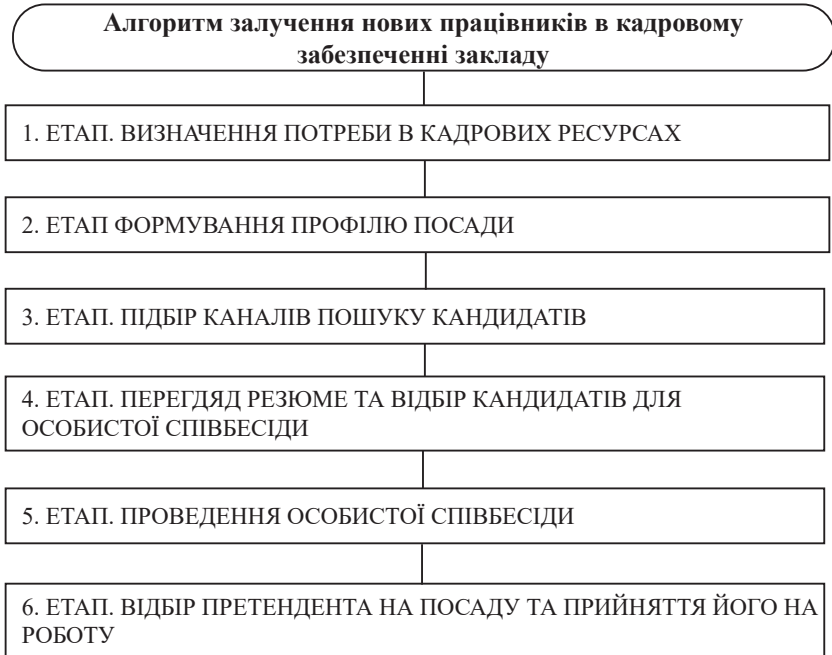 Алгоритм залучення нових працівників в кадровому
забезпеченні закладу
1. ЕТАП. ВИЗНАЧЕННЯ ПОТРЕБИ В КАДРОВИХ РЕСУРСАХ
2. ЕТАП ФОРМУВАННЯ ПРОФІЛЮ ПОСАДИ
3. ЕТАП. ПІДБІР КАНАЛІВ ПОШУКУ КАНДИДАТІВ
4. ЕТАП. ПЕРЕГДЯД РЕЗЮМЕ ТА ВІДБІР КАНДИДАТІВ ДЛЯ
ОСОБИСТОЇ СПІВБЕСІДИ
5. ЕТАП. ПРОВЕДЕННЯ ОСОБИСТОЇ СПІВБЕСІДИ
6. ЕТАП. ВІДБІР ПРЕТЕНДЕНТА НА ПОСАДУ ТА ПРИЙНЯТТЯ ЙОГО НА
РОБОТУ